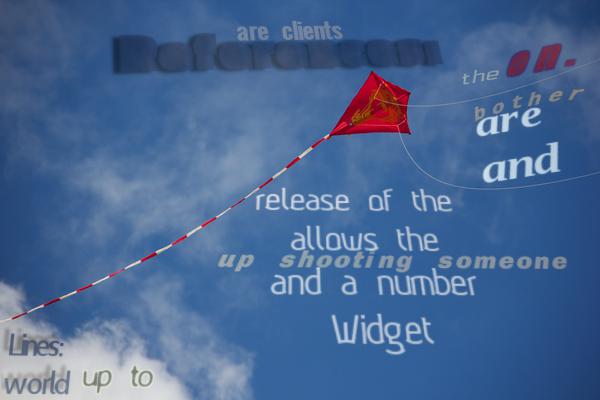 are clients
Reference:
the on.
bother
are
and
release of the
allows the
up shooting someone
and a number
Widget
Lines:
world up to